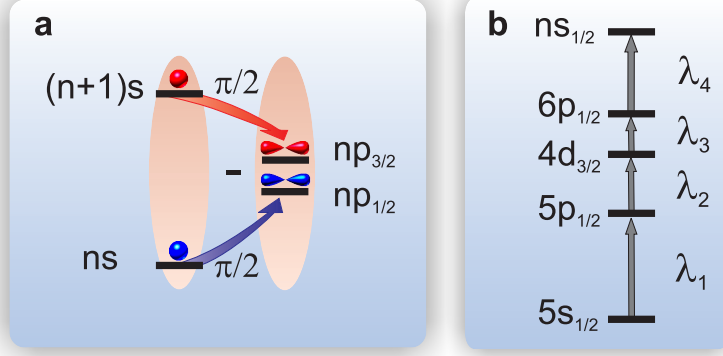 a
(n+1)s
π/2
np3/2
-
np1/2
ns
π/2
b
ns1/2
λ4
6p1/2
λ3
4d3/2
λ2
5p1/2
λ1
5s1/2